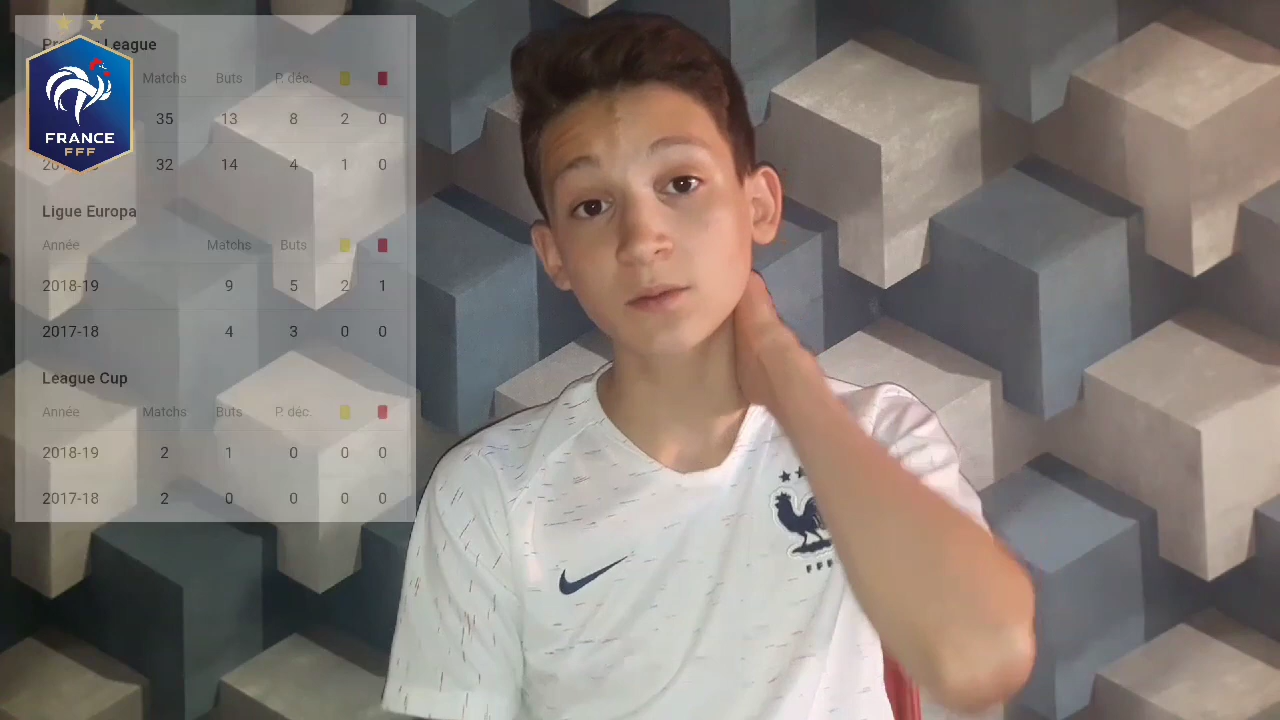 League
Matchs Buts P. déc.
35 13 8 2 0
32 14 4 1 0
Ligue Europa
Année Matchs Buts
2018-19 9 5 2 1
2017-18 4 3 0 0
League Cup
Année Matchs Buts P. déc.
2018-19 2 1 0 0 0
2017-18 2 0 0 0 0
FRANCE
FFF
FFF